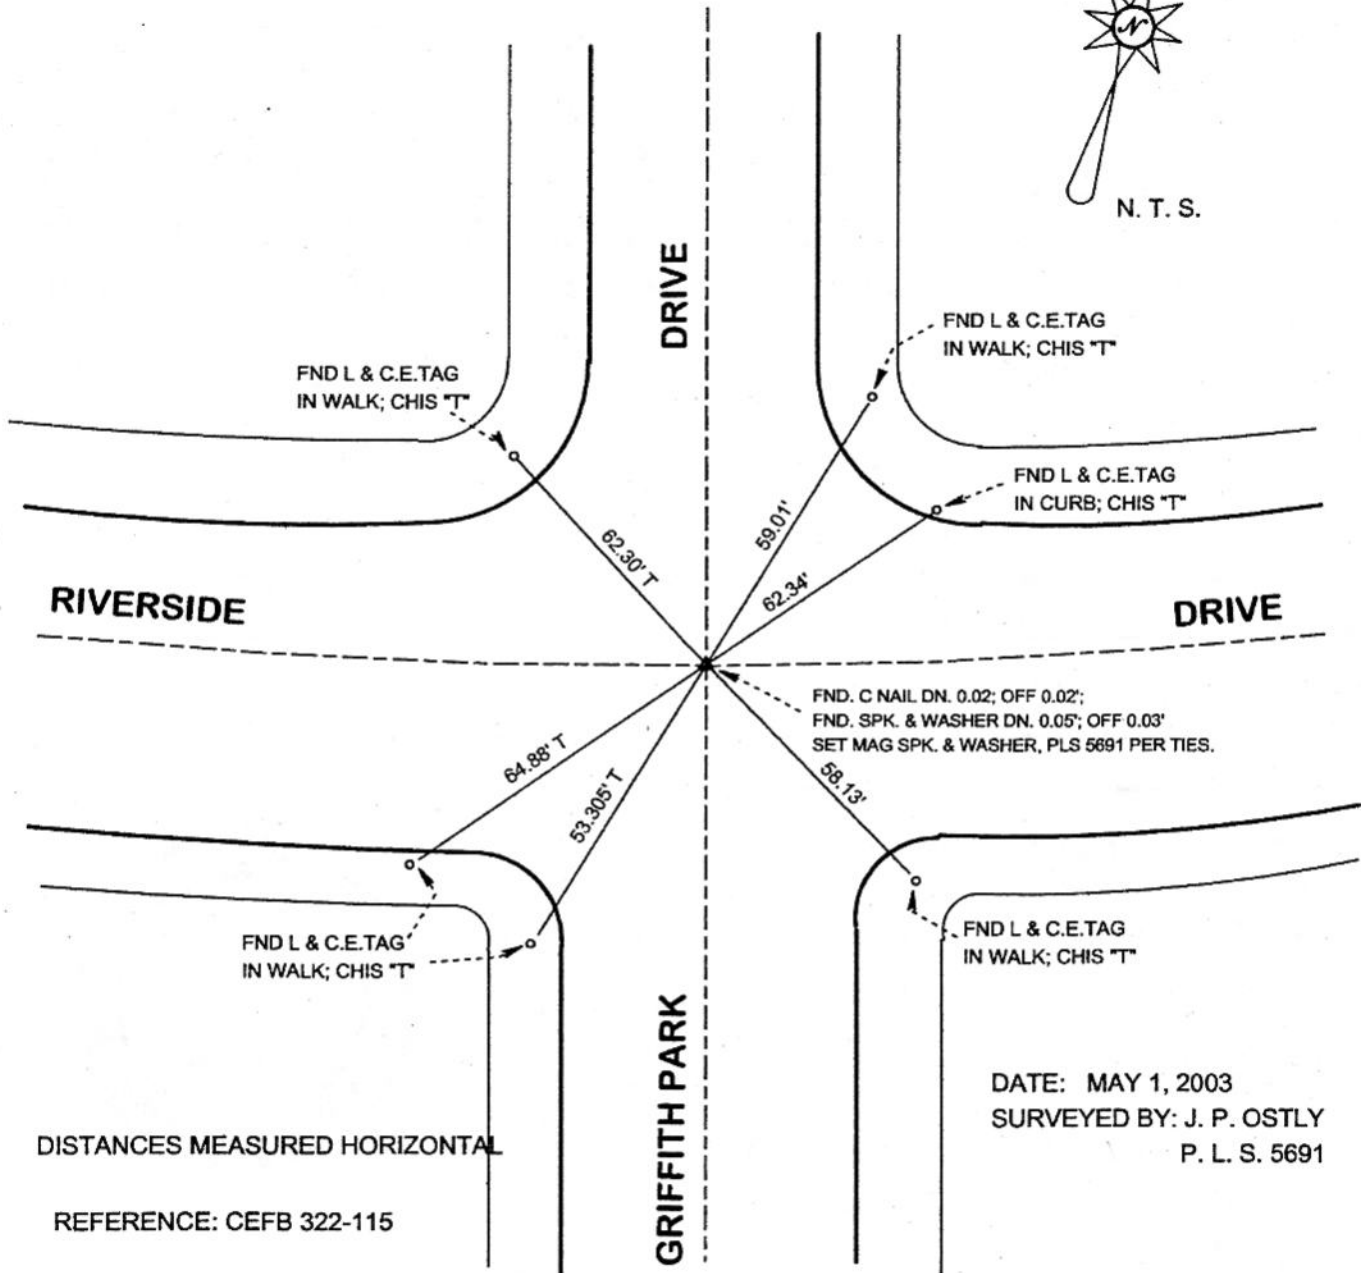 N
N. T. S.
DRIVE
FND L & C.E.TAG
IN WALK; CHIS "T"
FND L & C.E.TAG
IN WALK; CHIS "T"
FND L & C.E.TAG
IN CURB; CHIS "T"
59.01'
62.30' T
62.34'
RIVERSIDE
DRIVE
FND. C NAIL DN. 0.02; OFF 0.02';
FND. SPK. & WASHER DN. 0.05'; OFF 0.03'
SET MAG SPK. & WASHER, PLS 5691 PER TIES.
64.88' T
53.305' T
58.13'
FND L & C.E.TAG
IN WALK; CHIS "T"
FND L & C.E.TAG
IN WALK; CHIS "T"
GRIFFITH PARK
DATE: MAY 1, 2003
SURVEYED BY: J. P. OSTLY
P. L. S. 5691
DISTANCES MEASURED HORIZONTAL
REFERENCE: CEFB 322-115